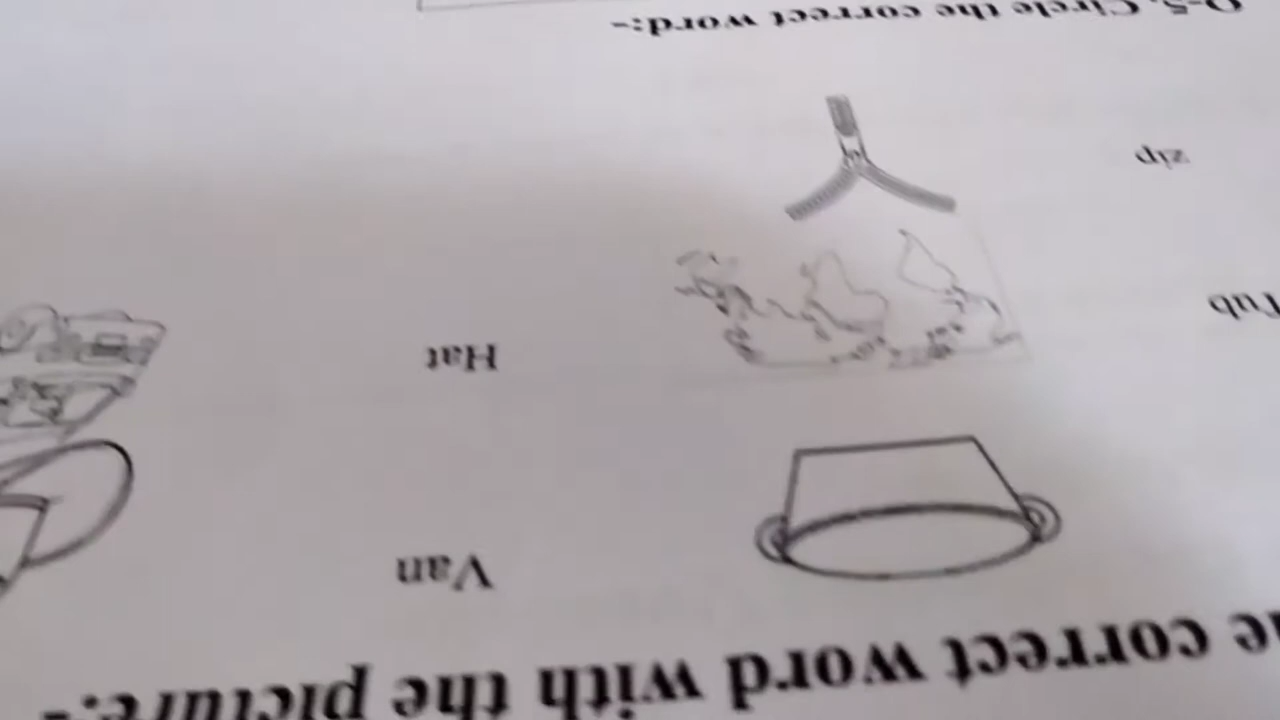 e correct word with the picture:-
Van
Tub
Hat
zip
Q-5. Circle the correct word:-